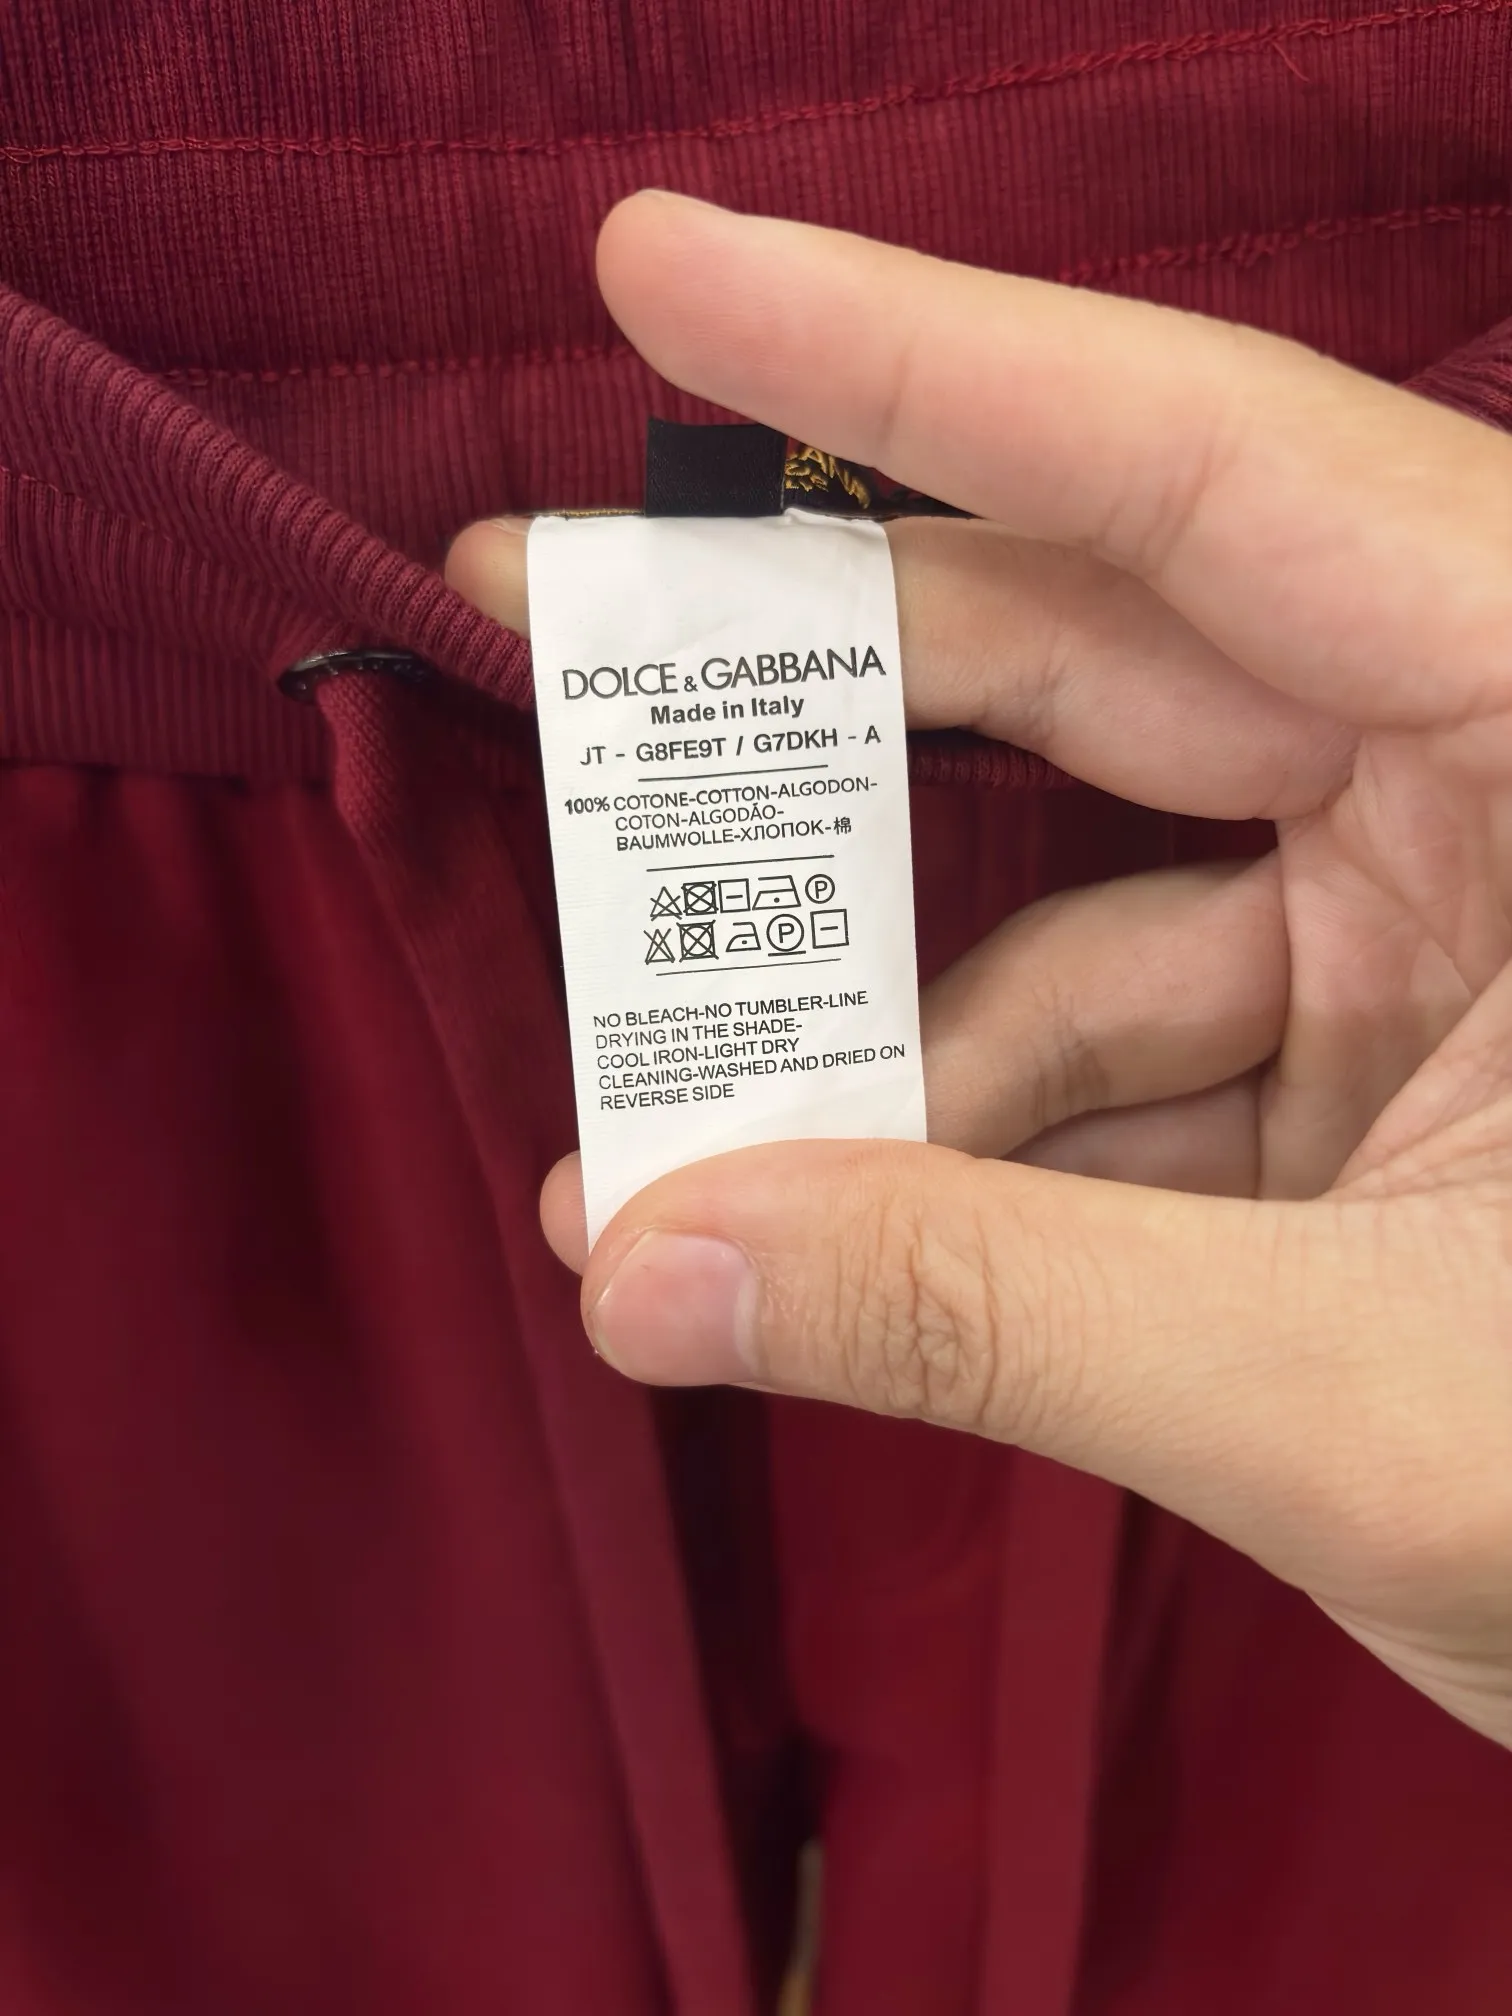 DOLCE & GABBANA
Made in Italy
JT - G8FE9T / G7DKH - A
100% COTONE-COTTON-ALGODON-
COTON-ALGODÃO-
BAUMWOLLE-ХЛОПОК-棉
P
P
NO BLEACH-NO TUMBLER-LINE
DRYING IN THE SHADE-
COOL IRON-LIGHT DRY
CLEANING-WASHED AND DRIED ON
REVERSE SIDE